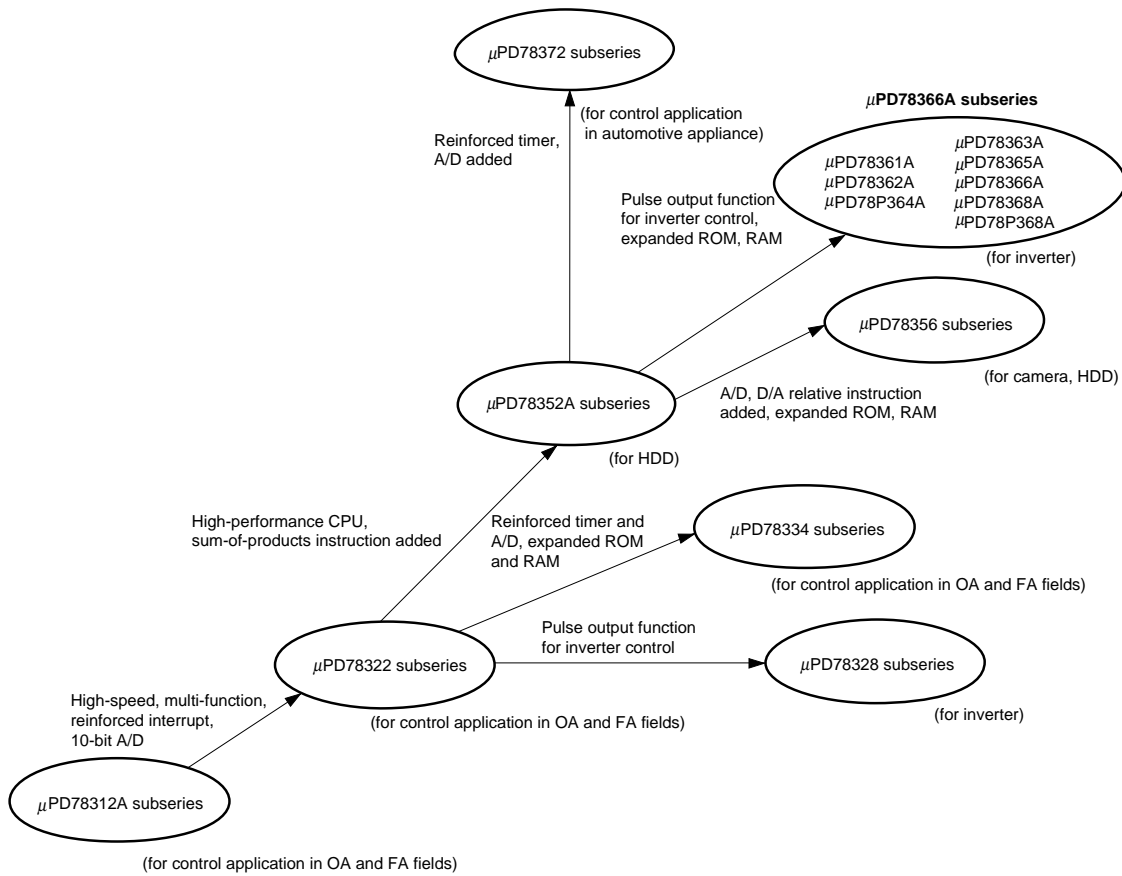 μPD78372 subseries
(for control application
in automotive appliance)
Reinforced timer,
A/D added
μPD78366A subseries
μPD78361A
μPD78362A
μPD78P364A
μPD78363A
μPD78365A
μPD78366A
μPD78368A
μPD78P368A
(for inverter)
Pulse output function
for inverter control,
expanded ROM, RAM
μPD78356 subseries
(for camera, HDD)
A/D, D/A relative instruction
added, expanded ROM, RAM
μPD78352A subseries
(for HDD)
High-performance CPU,
sum-of-products instruction added
Reinforced timer and
A/D, expanded ROM
and RAM
μPD78334 subseries
(for control application in OA and FA fields)
Pulse output function
for inverter control
μPD78322 subseries
(for control application in OA and FA fields)
μPD78328 subseries
(for inverter)
High-speed, multi-function,
reinforced interrupt,
10-bit A/D
μPD78312A subseries
(for control application in OA and FA fields)